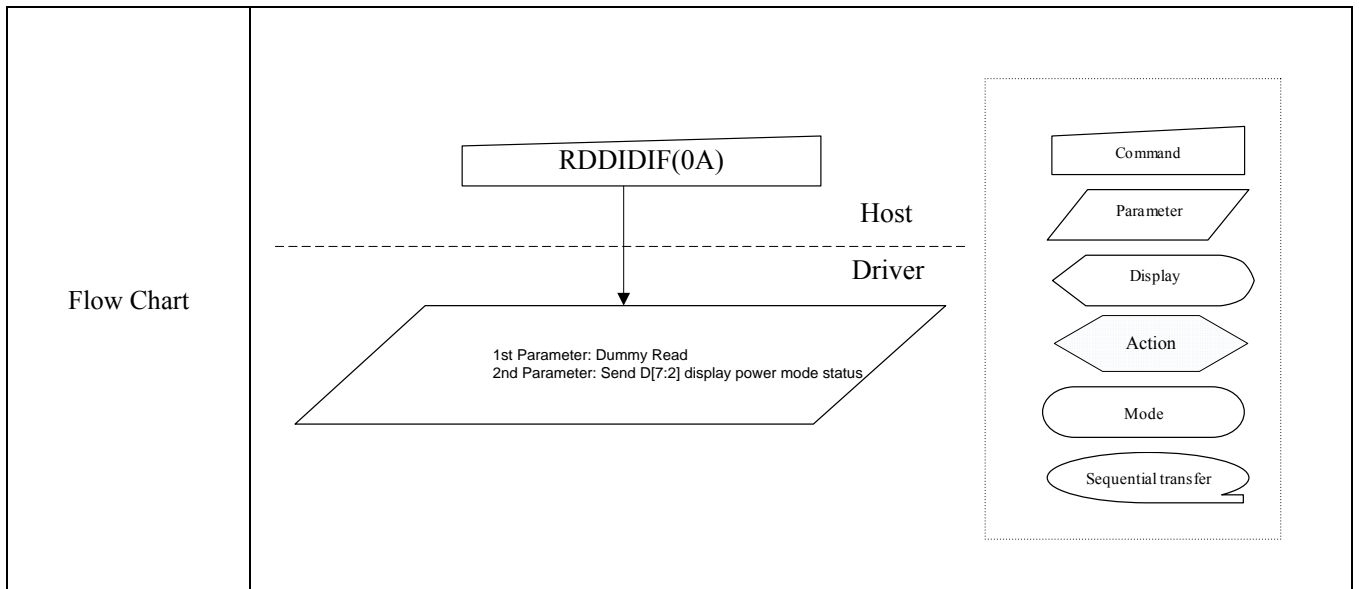 Flow Chart
RDDIDIF(0A)
Host
Driver
1st Parameter: Dummy Read
2nd Parameter: Send D[7:2] display power mode status
Command
Parameter
Display
Action
Mode
Sequential transfer